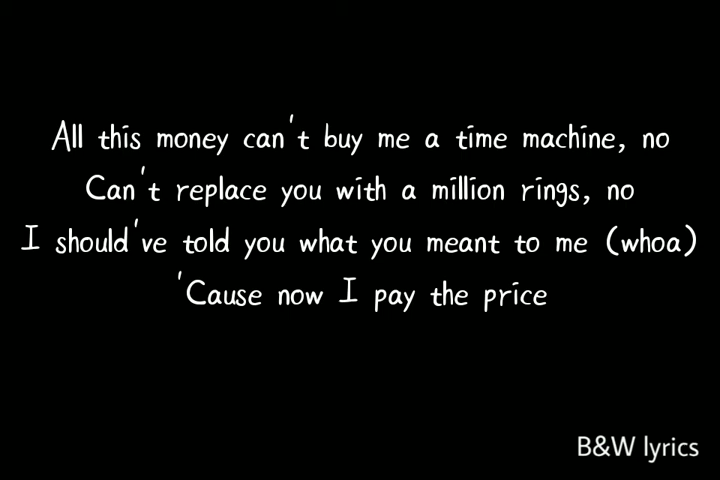 All this money can't buy me a time machine, no
Can't replace you with a million rings, no
I should've told you what you meant to me (whoa)
'Cause now I pay the price
B&W lyrics